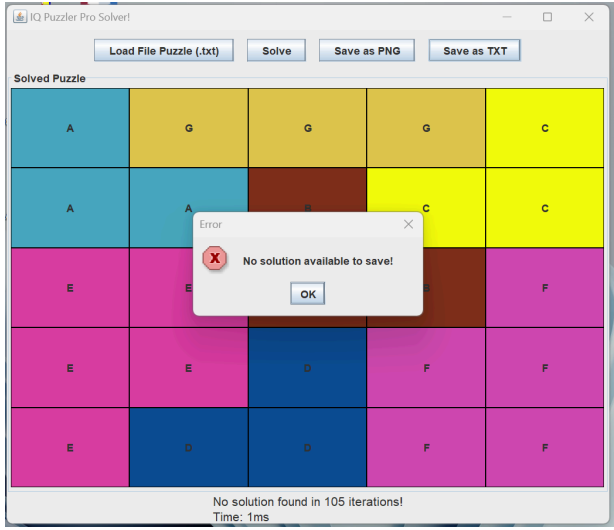 IQ Puzzler Pro Solver!
Load File Puzzle (.txt) Solve Save as PNG Save as TXT
Solved Puzzle
A G G G C
A A B C C
Error
No solution available to save!
OK
E E B F
E E D F F
E D D F F
No solution found in 105 iterations!
Time: 1ms